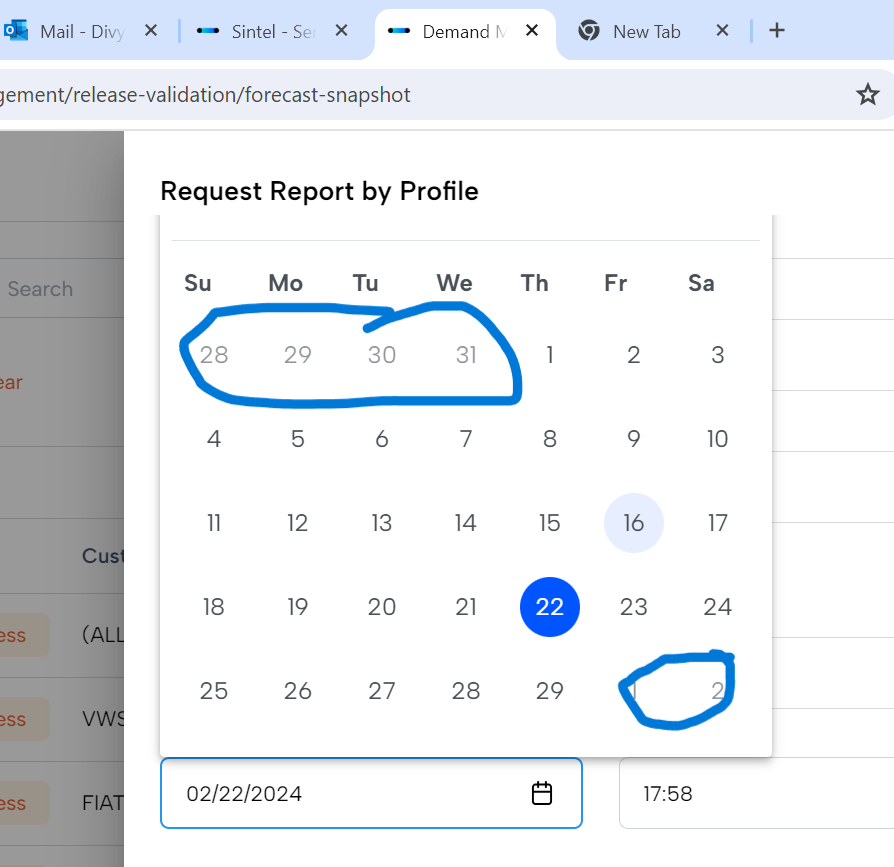 Mail - Divy
Sintel - Se
Demand M
New Tab
gement/release-validation/forecast-snapshot
Request Report by Profile
Search
Su Mo Tu We Th Fr Sa
28 29 30 31 1 2 3
ear
4 5 6 7 8 9 10
11 12 13 14 15 16 17
Cust
18 19 20 21 22 23 24
ess (ALL
25 26 27 28 29 1 2
ess VWS
02/22/2024 17:58
ess FIAT